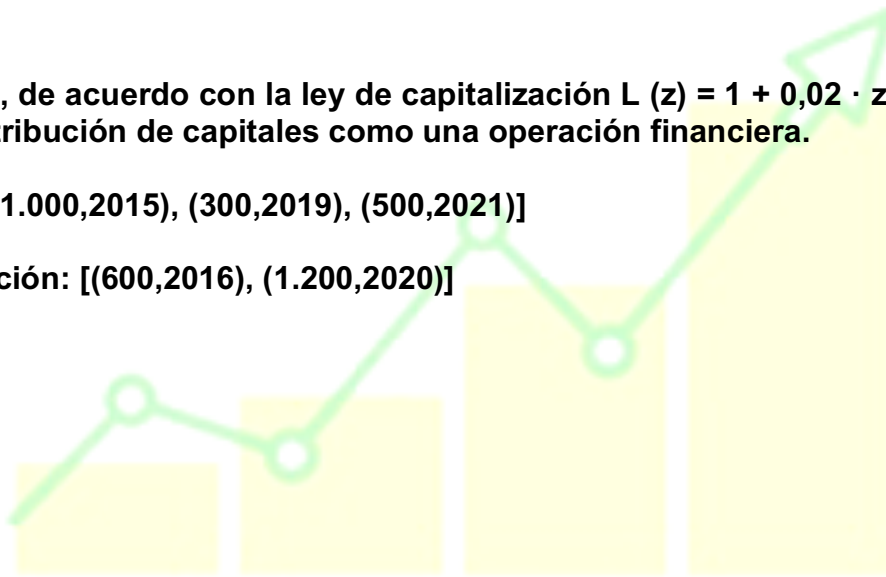 , de acuerdo con la ley de capitalización L (z) = 1 + 0,02 · z
tribución de capitales como una operación financiera.
1.000,2015), (300,2019), (500,2021)]
ción: [(600,2016), (1.200,2020)]